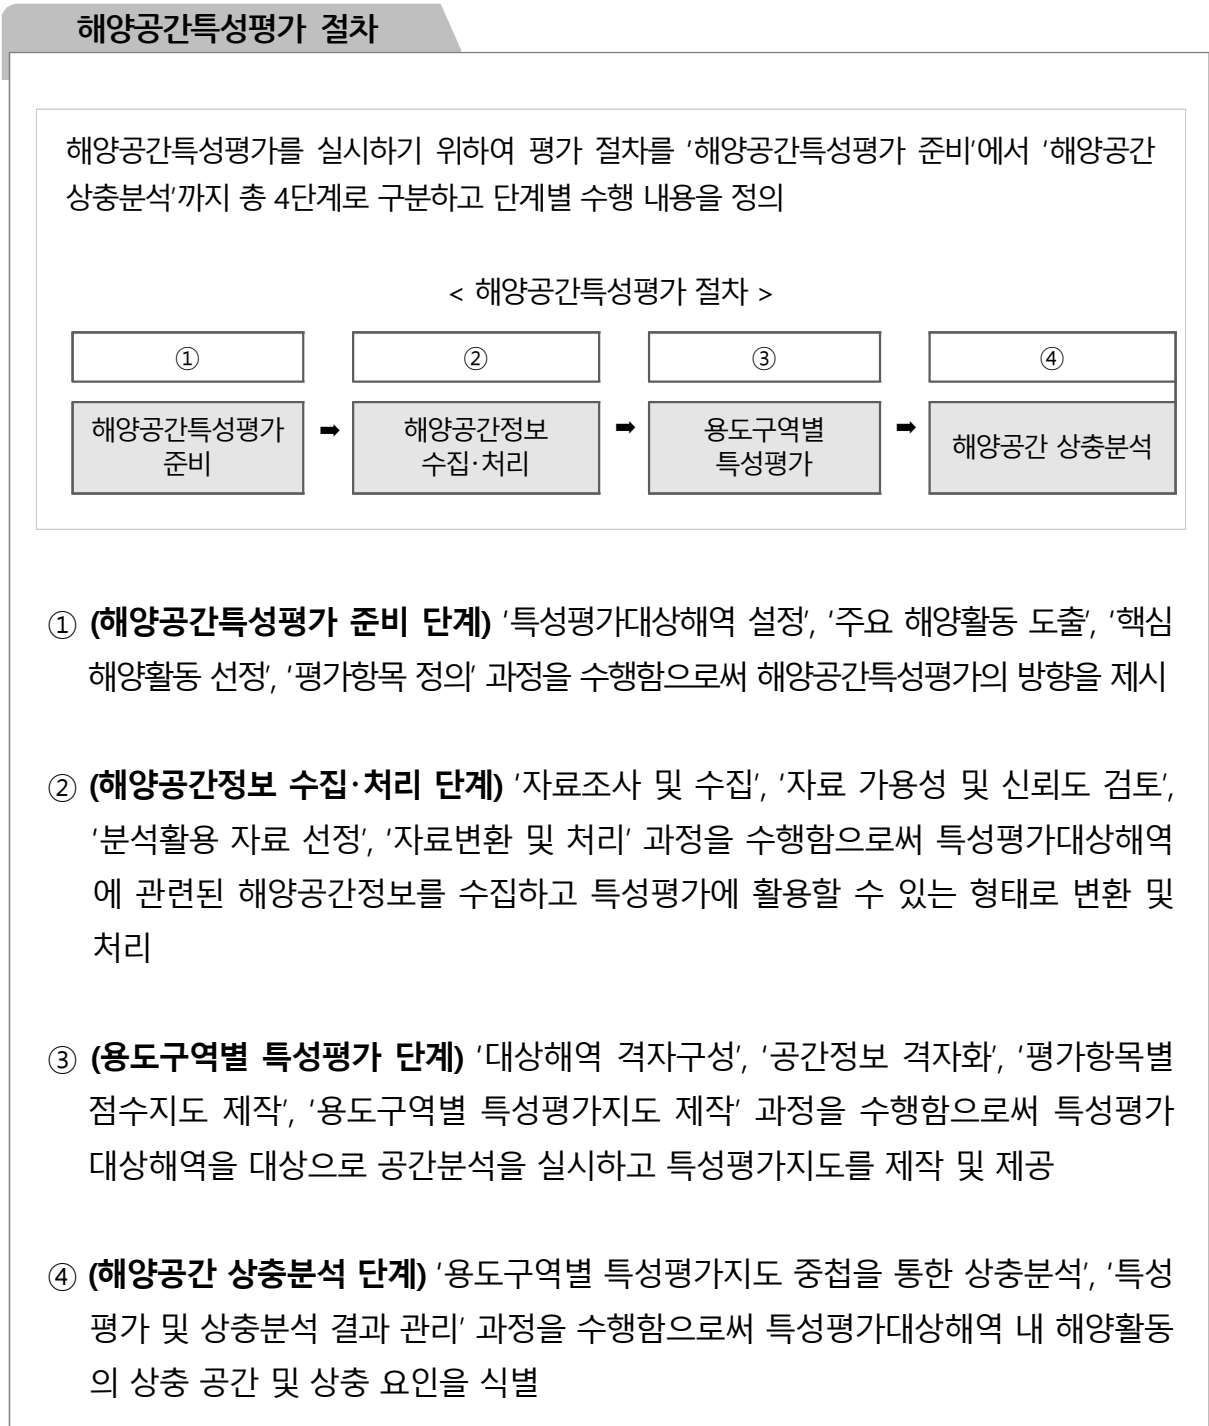 해양공간특성평가 절차
해양공간특성평가를 실시하기 위하여 평가 절차를 '해양공간특성평가 준비'에서 '해양공간
상충분석'까지 총 4단계로 구분하고 단계별 수행 내용을 정의
< 해양공간특성평가 절차 >
① ② ③ ④
해양공간특성평가 준비 ➡ 해양공간정보 수집·처리 ➡ 용도구역별 특성평가 ➡ 해양공간 상충분석
① (해양공간특성평가 준비 단계) '특성평가대상해역 설정', '주요 해양활동 도출', '핵심
해양활동 선정', '평가항목 정의' 과정을 수행함으로써 해양공간특성평가의 방향을 제시
② (해양공간정보 수집·처리 단계) '자료조사 및 수집', '자료 가용성 및 신뢰도 검토',
'분석활용 자료 선정', '자료변환 및 처리' 과정을 수행함으로써 특성평가대상해역
에 관련된 해양공간정보를 수집하고 특성평가에 활용할 수 있는 형태로 변환 및
처리
③ (용도구역별 특성평가 단계) '대상해역 격자구성', '공간정보 격자화', '평가항목별
점수지도 제작', '용도구역별 특성평가지도 제작' 과정을 수행함으로써 특성평가
대상해역을 대상으로 공간분석을 실시하고 특성평가지도를 제작 및 제공
④ (해양공간 상충분석 단계) '용도구역별 특성평가지도 중첩을 통한 상충분석', '특성
평가 및 상충분석 결과 관리' 과정을 수행함으로써 특성평가대상해역 내 해양활동
의 상충 공간 및 상충 요인을 식별